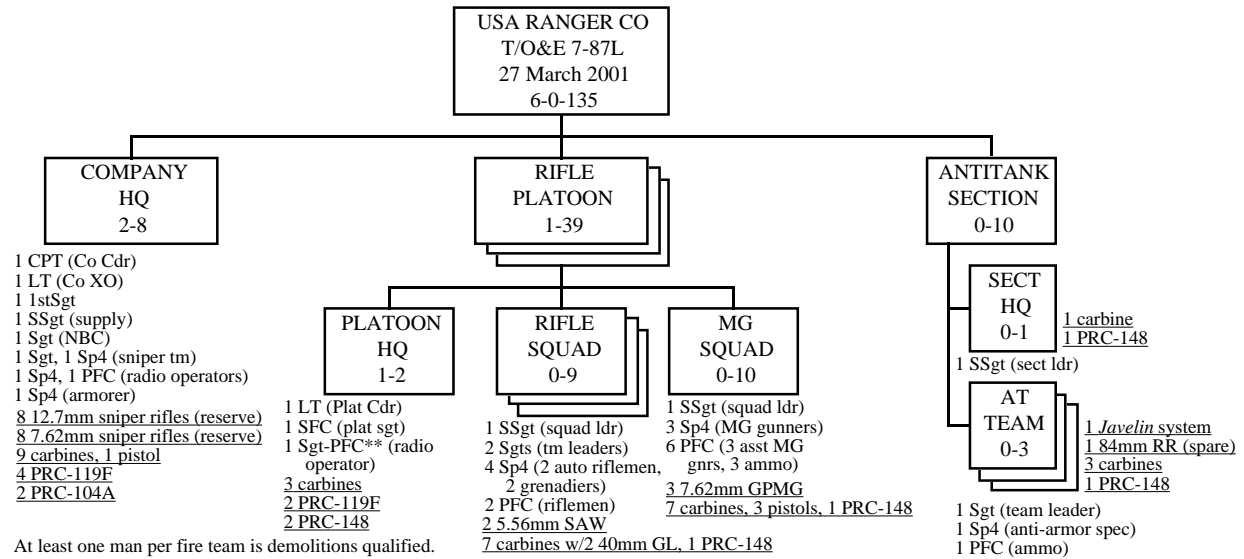 USA RANGER CO
T/O&E 7-87L
27 March 2001
6-0-135
COMPANY
HQ
2-8
1 CPT (Co Cdr)
1 LT (Co XO)
1 1stSgt
1 SSgt (supply)
1 Sgt (NBC)
1 Sgt, 1 Sp4 (sniper tm)
1 Sp4, 1 PFC (radio operators)
1 Sp4 (armorer)
8 12.7mm sniper rifles (reserve)
8 7.62mm sniper rifles (reserve)
9 carbines, 1 pistol
4 PRC-119F
2 PRC-104A
RIFLE
PLATOON
1-39
PLATOON
HQ
1-2
1 LT (Plat Cdr)
1 SFC (plat sgt)
1 Sgt-PFC** (radio
operator)
3 carbines
2 PRC-119F
2 PRC-148
RIFLE
SQUAD
0-9
1 SSgt (squad ldr)
2 Sgts (tm leaders)
4 Sp4 (2 auto riflemen,
2 grenadiers)
2 PFC (riflemen)
2 5.56mm SAW
7 carbines w/2 40mm GL, 1 PRC-148
MG
SQUAD
0-10
1 SSgt (squad ldr)
3 Sp4 (MG gunners)
6 PFC (3 asst MG
gnrs, 3 ammo)
3 7.62mm GPMG
7 carbines, 3 pistols, 1 PRC-148
ANTITANK
SECTION
0-10
SECT
HQ
0-1
1 carbine
1 PRC-148
1 SSgt (sect ldr)
AT
TEAM
0-3
1 Javelin system
1 84mm RR (spare)
3 carbines
1 PRC-148
1 Sgt (team leader)
1 Sp4 (anti-armor spec)
1 PFC (ammo)
At least one man per fire team is demolitions qualified.